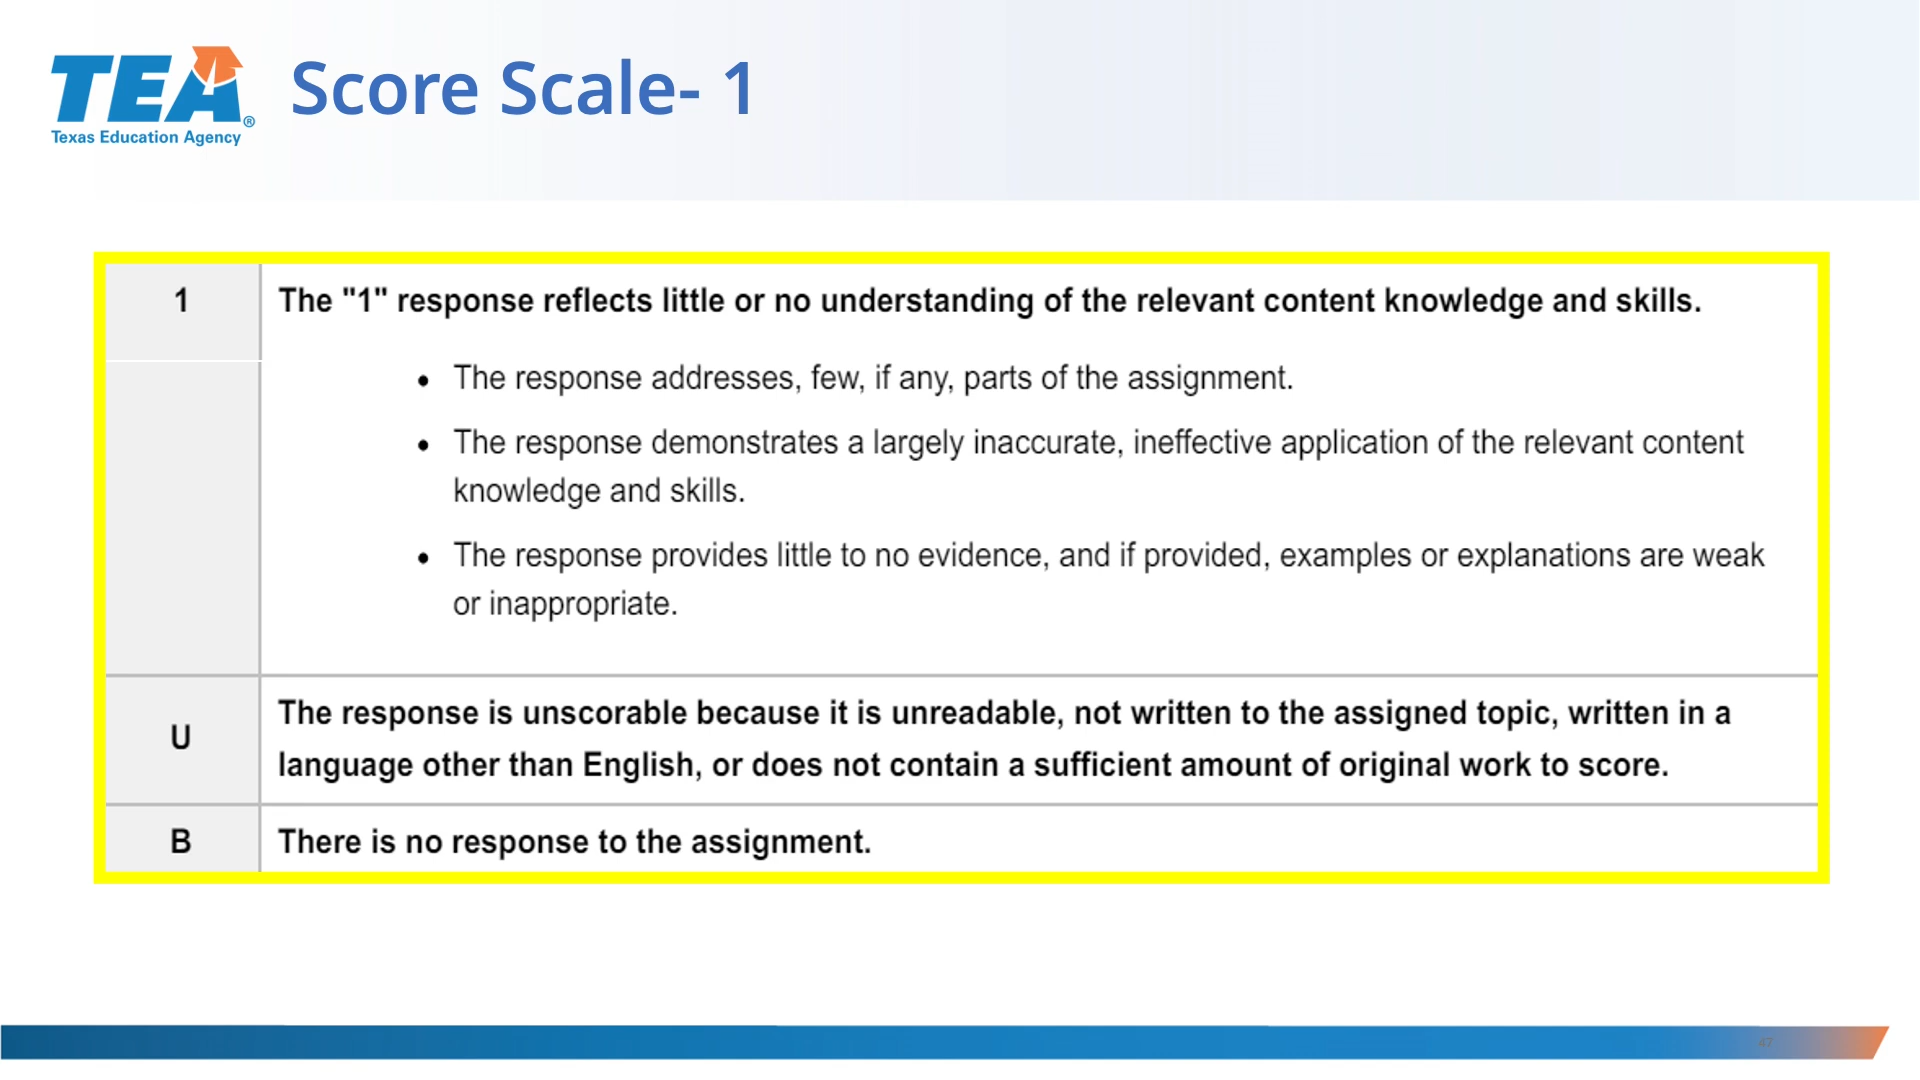 TEA®
Texas Education Agency
Score Scale- 1
1
The "1" response reflects little or no understanding of the relevant content knowledge and skills.
• The response addresses, few, if any, parts of the assignment.
• The response demonstrates a largely inaccurate, ineffective application of the relevant content
knowledge and skills.
• The response provides little to no evidence, and if provided, examples or explanations are weak
or inappropriate.
U
The response is unscorable because it is unreadable, not written to the assigned topic, written in a
language other than English, or does not contain a sufficient amount of original work to score.
B
There is no response to the assignment.
47